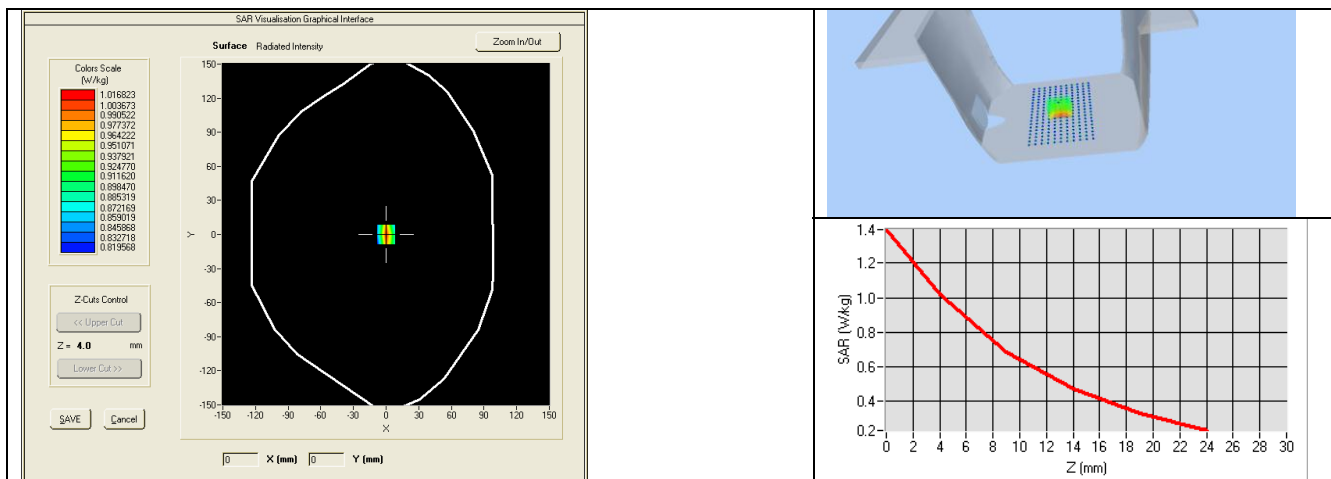 SAR Visualisation Graphical Interface
Surface Radiated Intensity
Zoom In/Out
Colors Scale
(W/kg)
1.016823
1.003673
0.990522
0.977372
0.964222
0.951071
0.937921
0.924770
0.911620
0.898470
0.885319
0.872169
0.859019
0.845868
0.832718
0.819568
Z-Cuts Control
<< Upper Cut
Z = 4.0 mm
Lower Cut >>
SAVE Cancel
150
120
90
60
30
0
-30
-60
-90
-120
-150
Y
-150 -120 -90 -60 -30 0 30 60 90 120 150
X
0 X (mm) 0 Y (mm)
1.4
1.2
1.0
0.8
0.6
0.4
0.2
SAR (W/kg)
0 2 4 6 8 10 12 14 16 18 20 22 24 26 28 30
Z (mm)